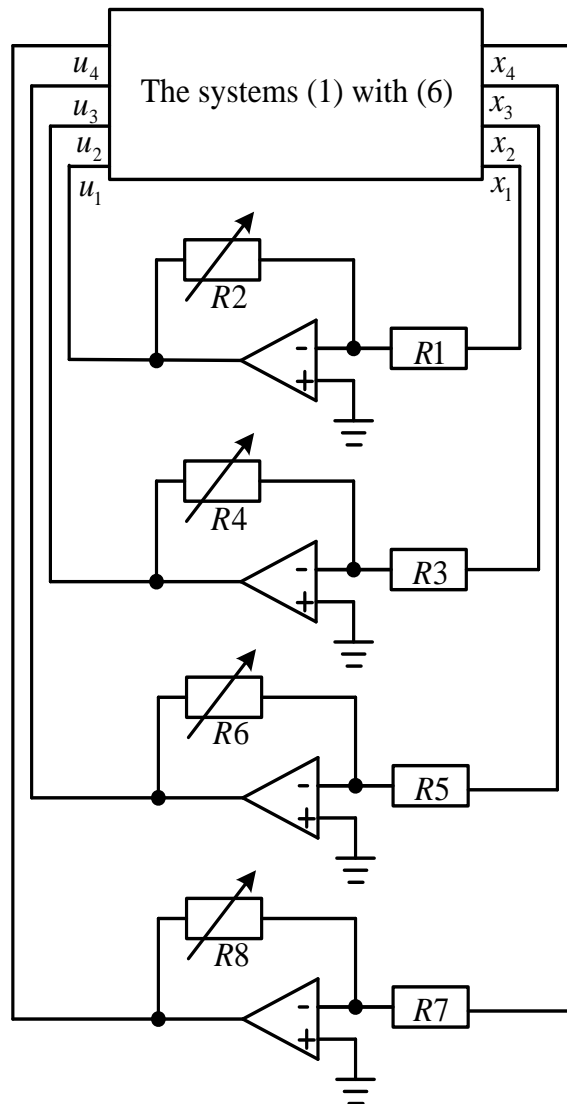 The systems (1) with (6)
u4
u3
u2
u1
x4
x3
x2
x1
R2
-
+
R1
R4
-
+
R3
R6
-
+
R5
R8
-
+
R7